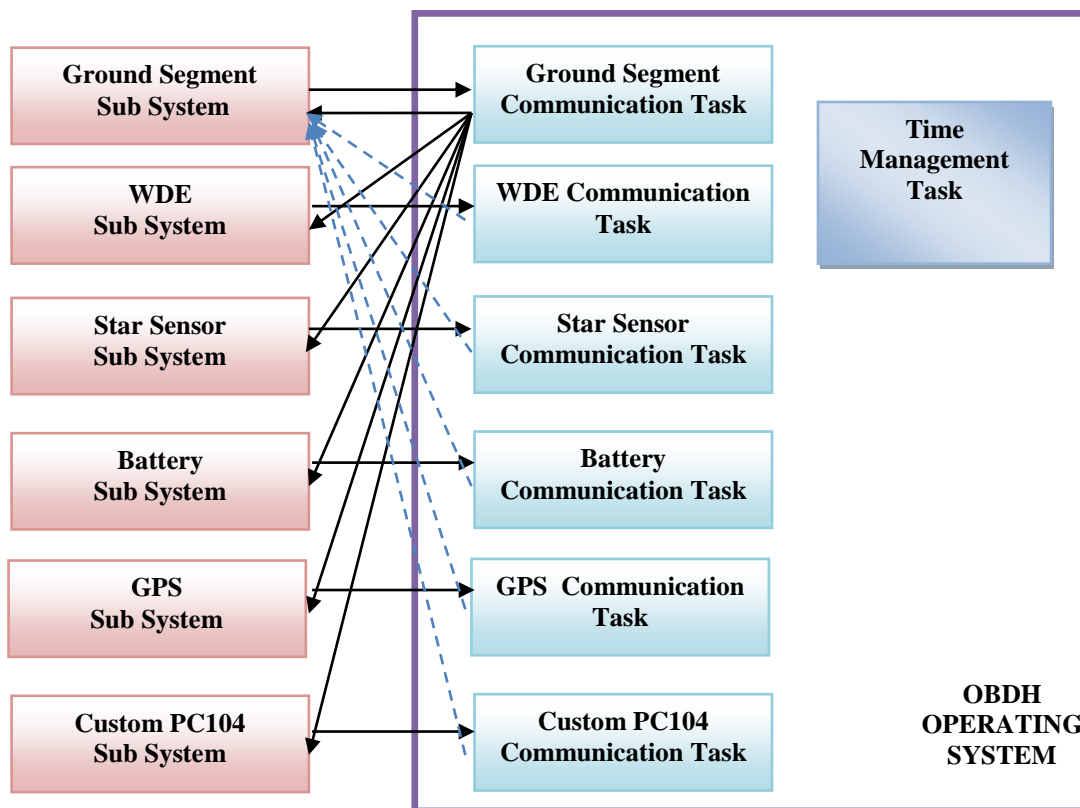 Ground Segment
Sub System
Ground Segment
Communication Task
Time
Management
Task
WDE
Sub System
WDE Communication
Task
Star Sensor
Sub System
Star Sensor
Communication Task
Battery
Sub System
Battery
Communication Task
GPS
Sub System
GPS  Communication
Task
Custom PC104
Sub System
Custom PC104
Communication Task
OBDH
OPERATING
SYSTEM